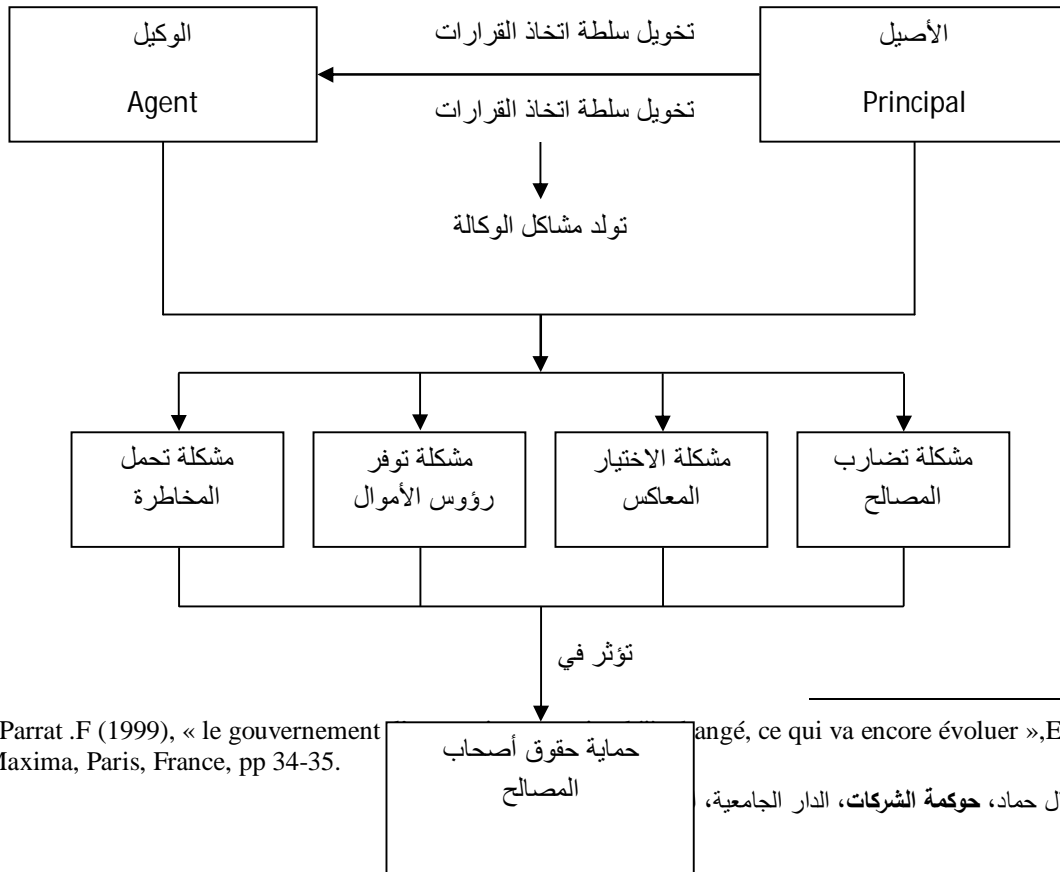 الأصيل
Principal
تخويل سلطة اتخاذ القرارات
الوكيل
Agent
تخويل سلطة اتخاذ القرارات
تولد مشاكل الوكالة
مشكلة تضارب
المصالح
مشكلة الاختيار
المعاكس
مشكلة توفر
رؤوس الأموال
مشكلة تحمل
المخاطرة
تؤثر في
حماية حقوق أصحاب
المصالح
Parrat .F (1999), « le gouvernement ce qui va encore évoluer »,
Paris, France, pp 34-35.
حماد، حوكمة الشركات، الدار الجامعية،